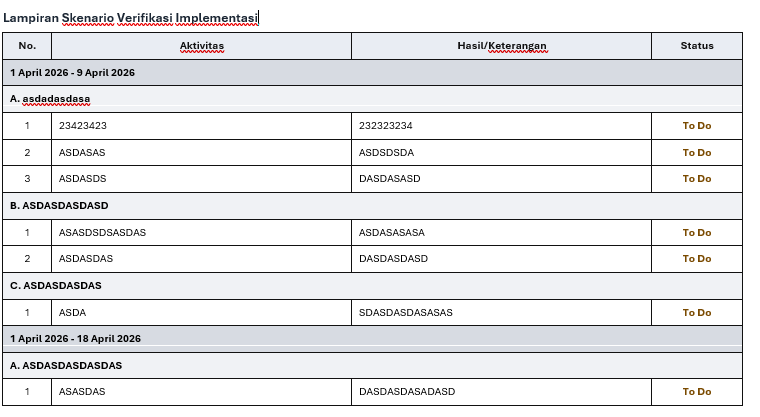 Lampiran Skenario Verifikasi Implementasi
No. Aktivitas Hasil/Keterangan Status
1 April 2026 - 9 April 2026
A. asdadasdasa
1 23423423 232323234 To Do
2 ASDASAS ASDSDSDA To Do
3 ASDASDS DASDASASD To Do
B. ASDASDASDASD
1 ASASDSDSASDAS ASDASASASA To Do
2 ASDASDAS DASDASDASD To Do
C. ASDASDASDAS
1 ASDA SDASDASDASASAS To Do
1 April 2026 - 18 April 2026
A. ASDASDASDASDAS
1 ASASDAS DASDASDASADASD To Do